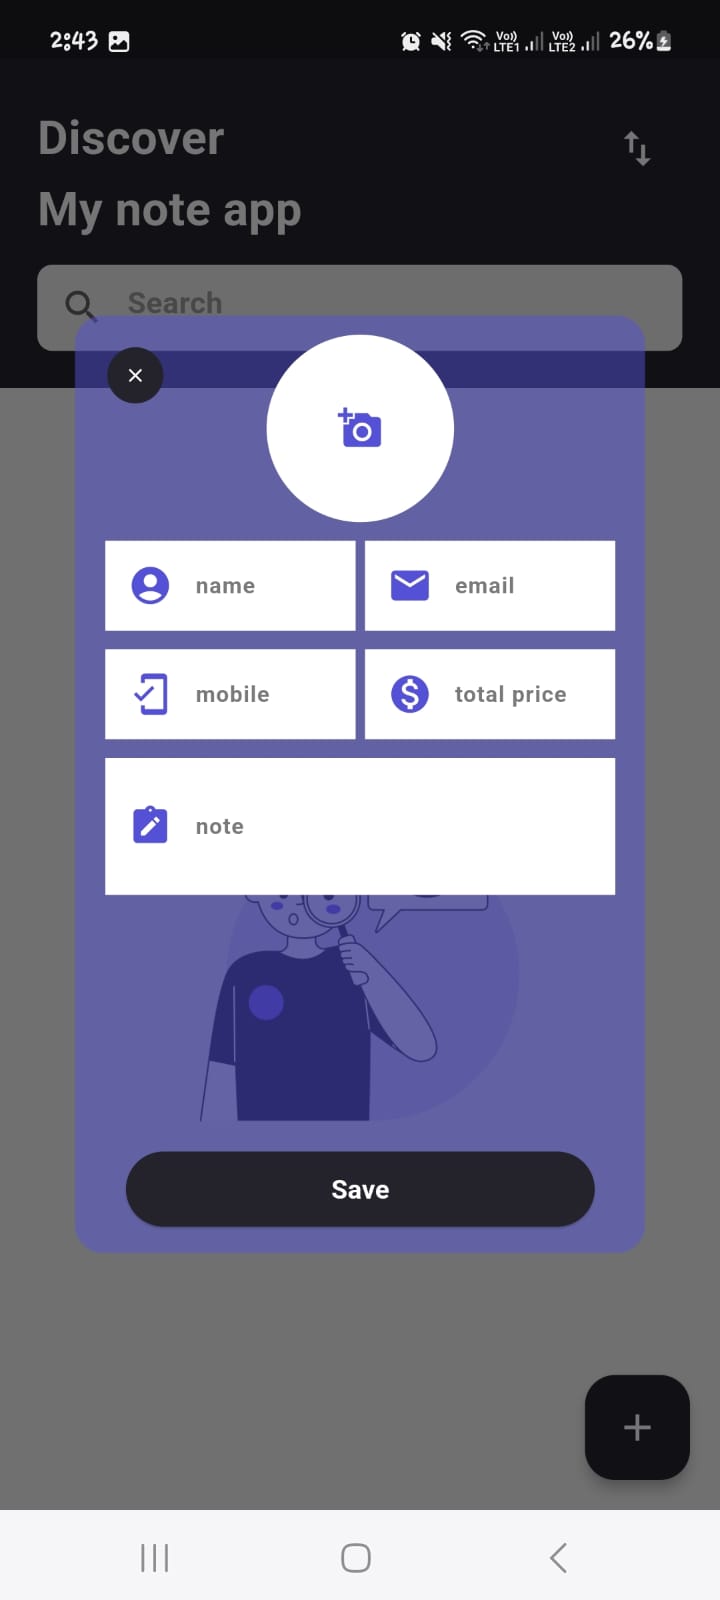 2:43
Vo)) LTE1 Vo)) LTE2 26%
Discover
My note app
Search
name email
mobile total price
note
Save